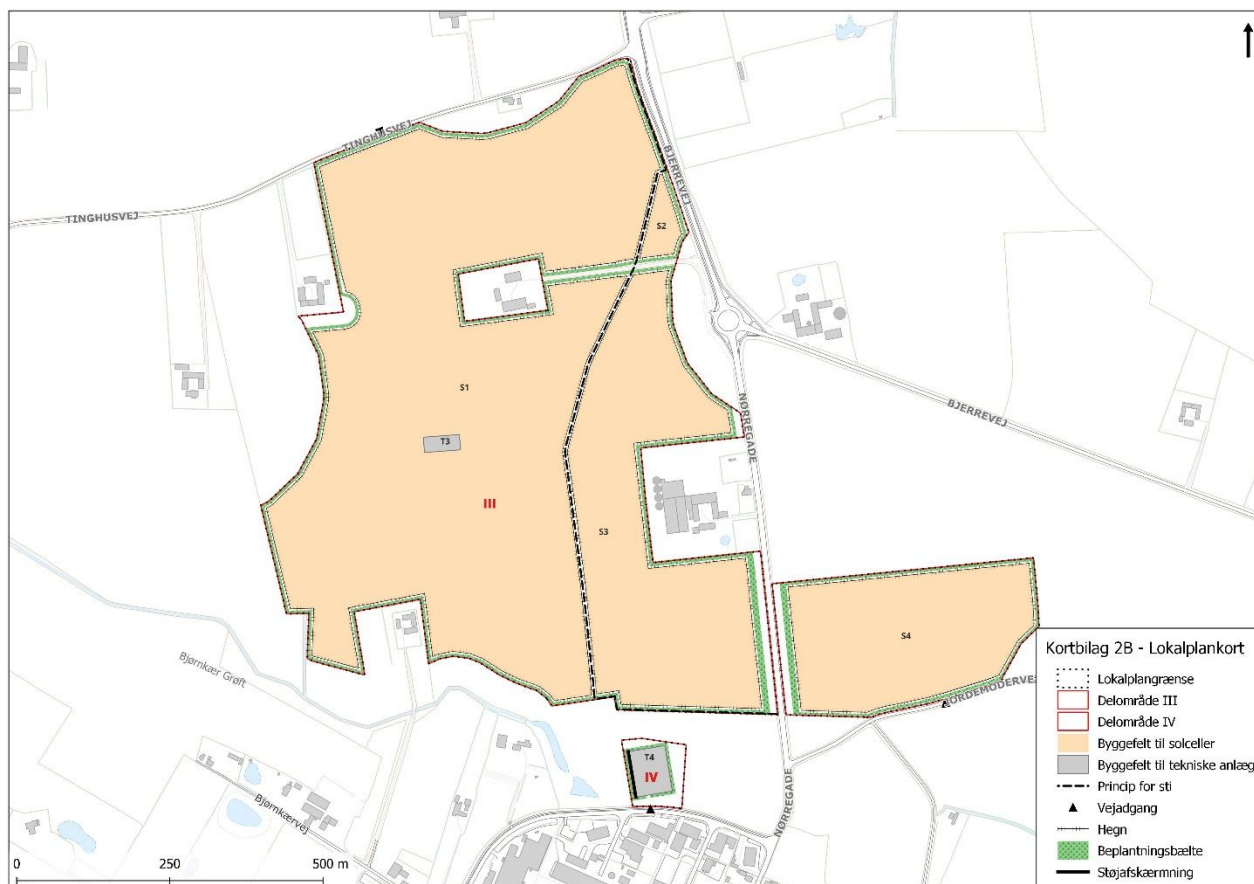 TINGHUSVEJ
TINGHUSVEJ
BJERREVEJ
S2
S1
NØRREGADE
BJERREVEJ
T3
III
S3
S4
Bjørnkær Grøft
T4
IV
Bjørnkærvej
NØRREGADE
Kortbilag 2B - Lokalplankort
Lokalplangrænse
Delområde III
Delområde IV
Byggefelt til solceller
Byggefelt til tekniske anlæg
Princip for sti
Vejadgang
Hegn
Beplantningsbælte
Støjafskærmning
0 250 500 m